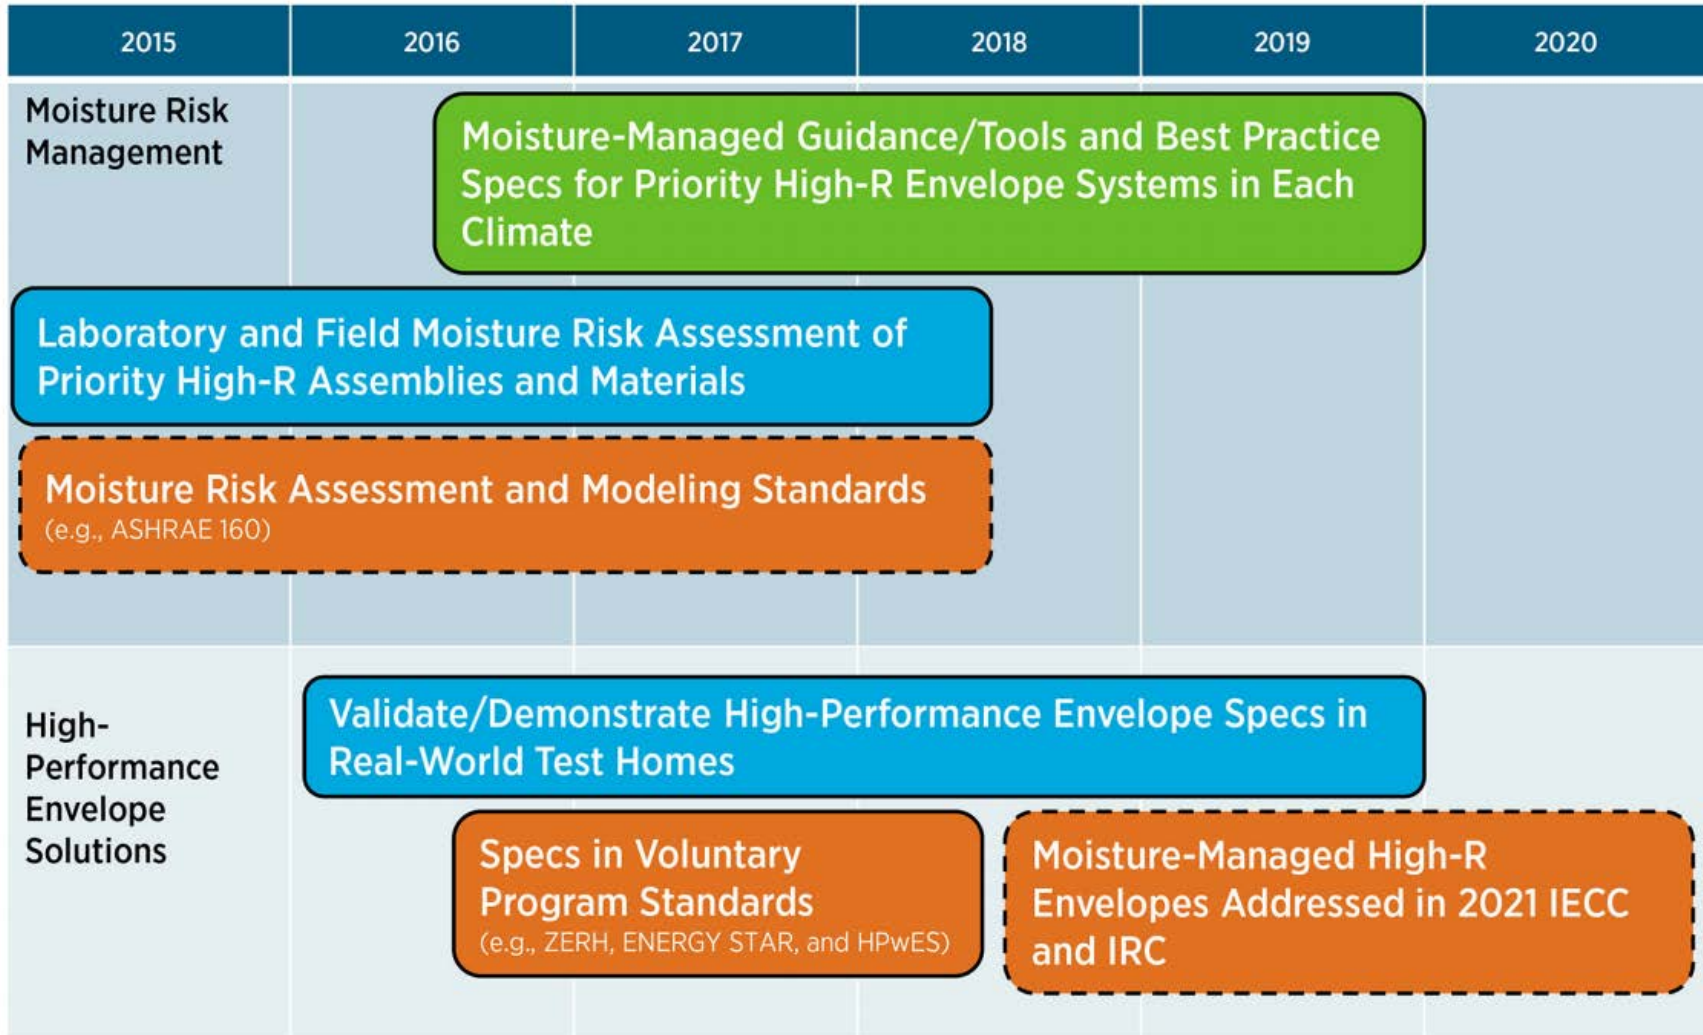 2015 2016 2017 2018 2019 2020
Moisture Risk
Management
Moisture-Managed Guidance/Tools and Best Practice
Specs for Priority High-R Envelope Systems in Each
Climate
Laboratory and Field Moisture Risk Assessment of
Priority High-R Assemblies and Materials
Moisture Risk Assessment and Modeling Standards
(e.g., ASHRAE 160)
High-
Performance
Envelope
Solutions
Validate/Demonstrate High-Performance Envelope Specs in
Real-World Test Homes
Specs in Voluntary
Program Standards
(e.g., ZERH, ENERGY STAR, and HPwES)
Moisture-Managed High-R
Envelopes Addressed in 2021 IECC
and IRC